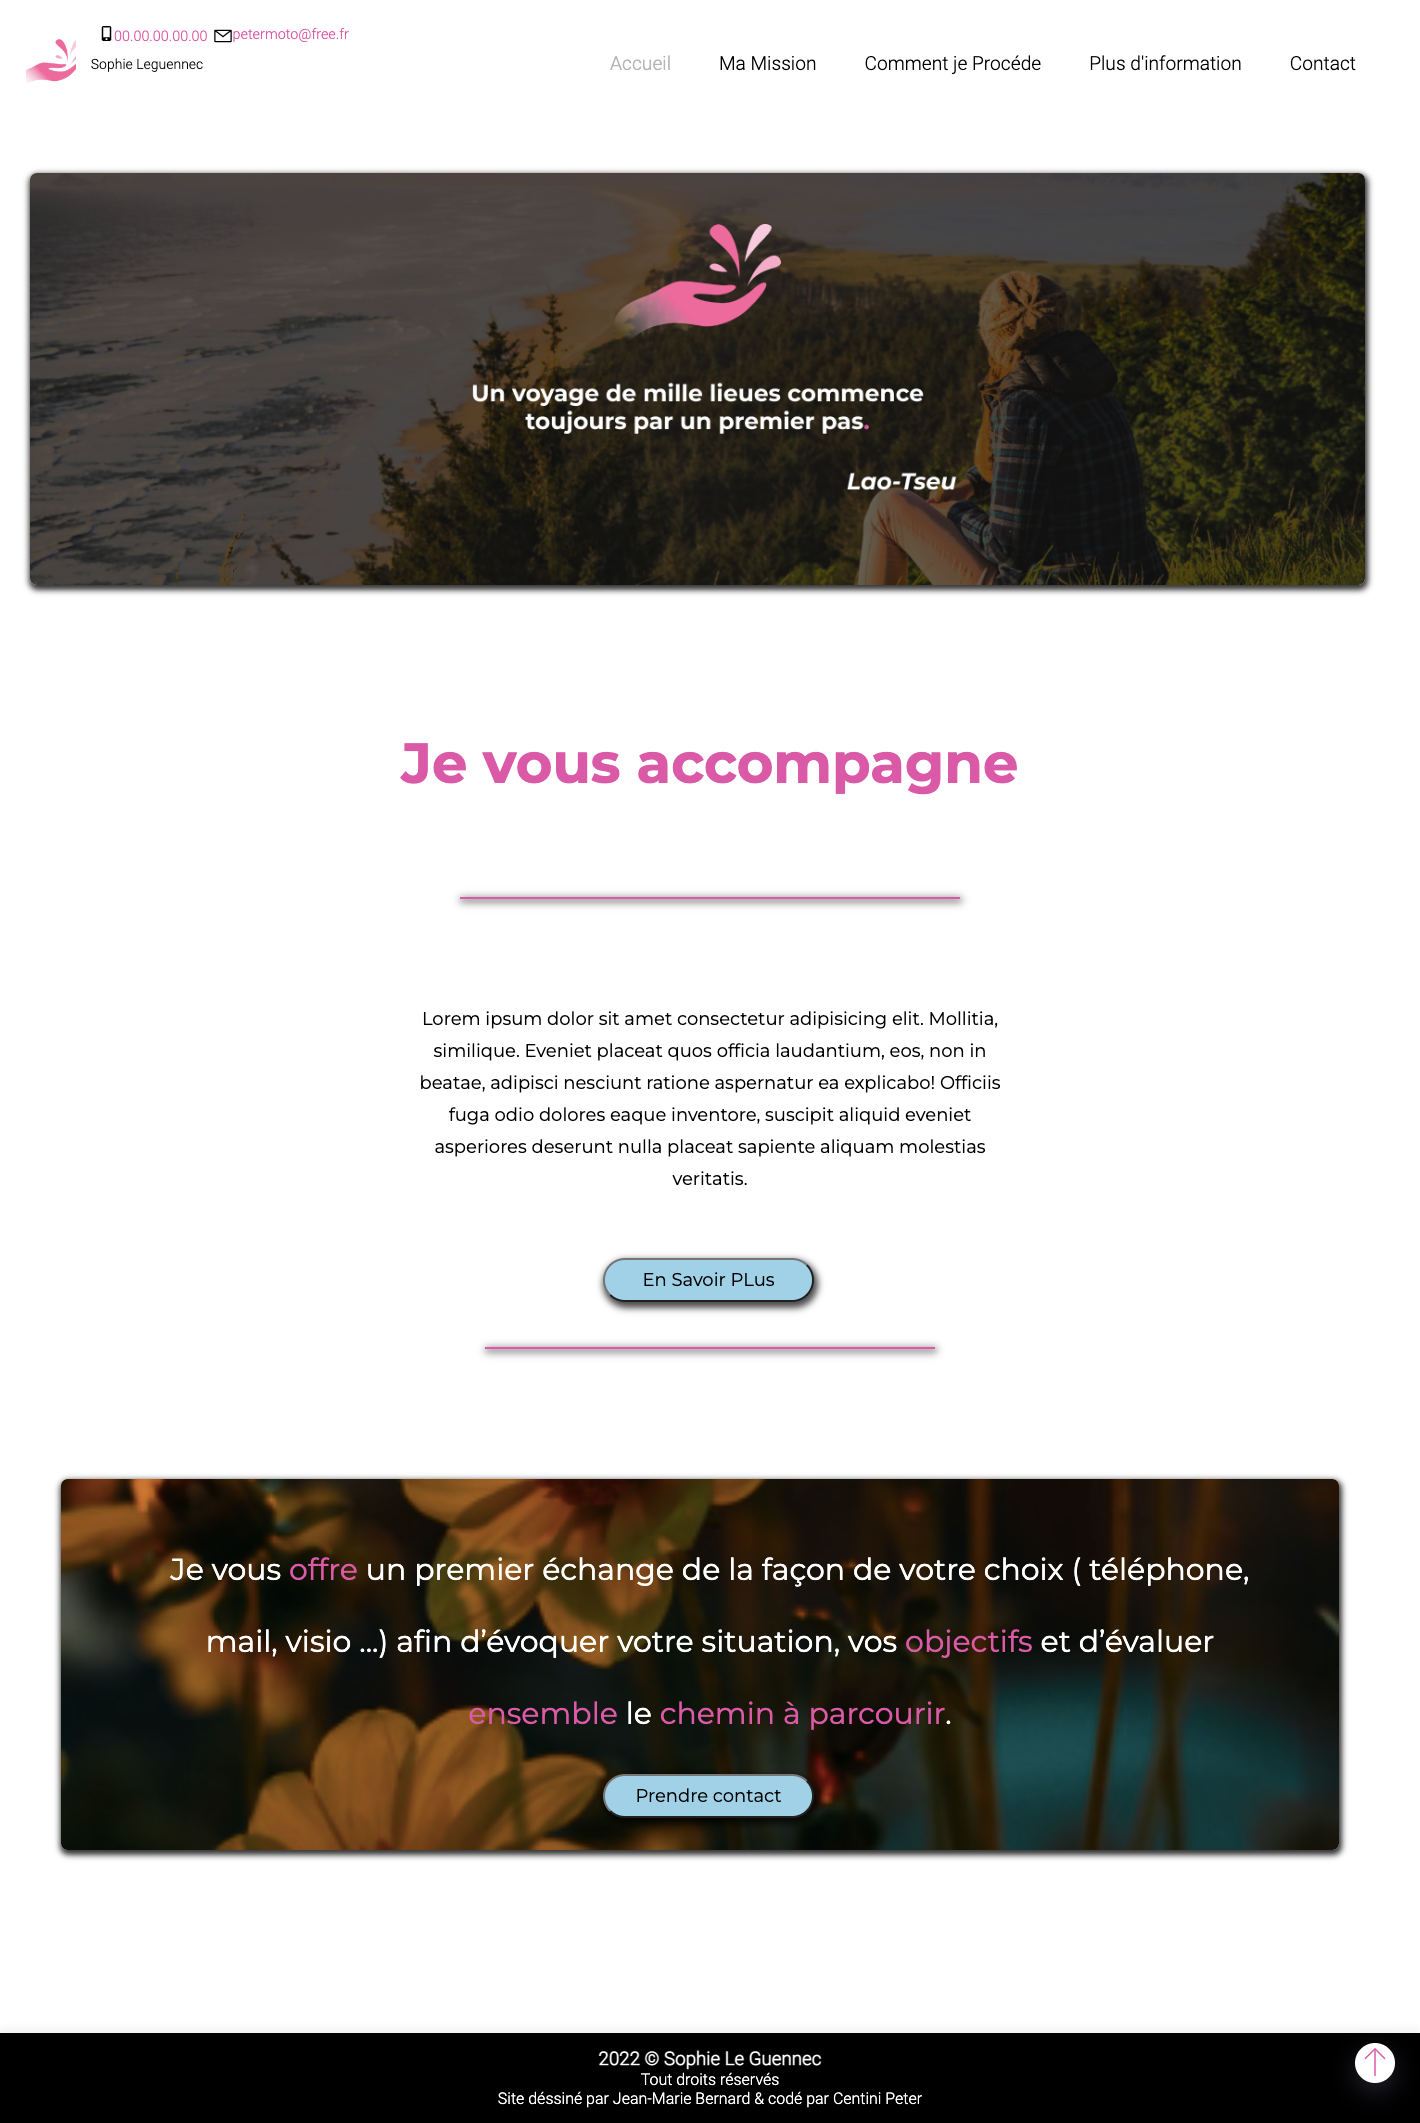 00.00.00.00.00 petermoto@free.fr
Sophie Leguennec
Accueil Ma Mission Comment je Procéde Plus d'information Contact
Un voyage de mille lieues commence
toujours par un premier pas.
Lao-Tseu
Je vous accompagne
Lorem ipsum dolor sit amet consectetur adipisicing elit. Mollitia,
similique. Eveniet placeat quos officia laudantium, eos, non in
beatae, adipisci nesciunt ratione aspernatur ea explicabo! Officiis
fuga odio dolores eaque inventore, suscipit aliquid eveniet
asperiores deserunt nulla placeat sapiente aliquam molestias
veritatis.
En Savoir PLus
Je vous offre un premier échange de la façon de votre choix ( téléphone,
mail, visio ...) afin d’évoquer votre situation, vos objectifs et d’évaluer
ensemble le chemin à parcourir.
Prendre contact
2022 © Sophie Le Guennec
Tout droits réservés
Site déssiné par Jean-Marie Bernard & codé par Centini Peter